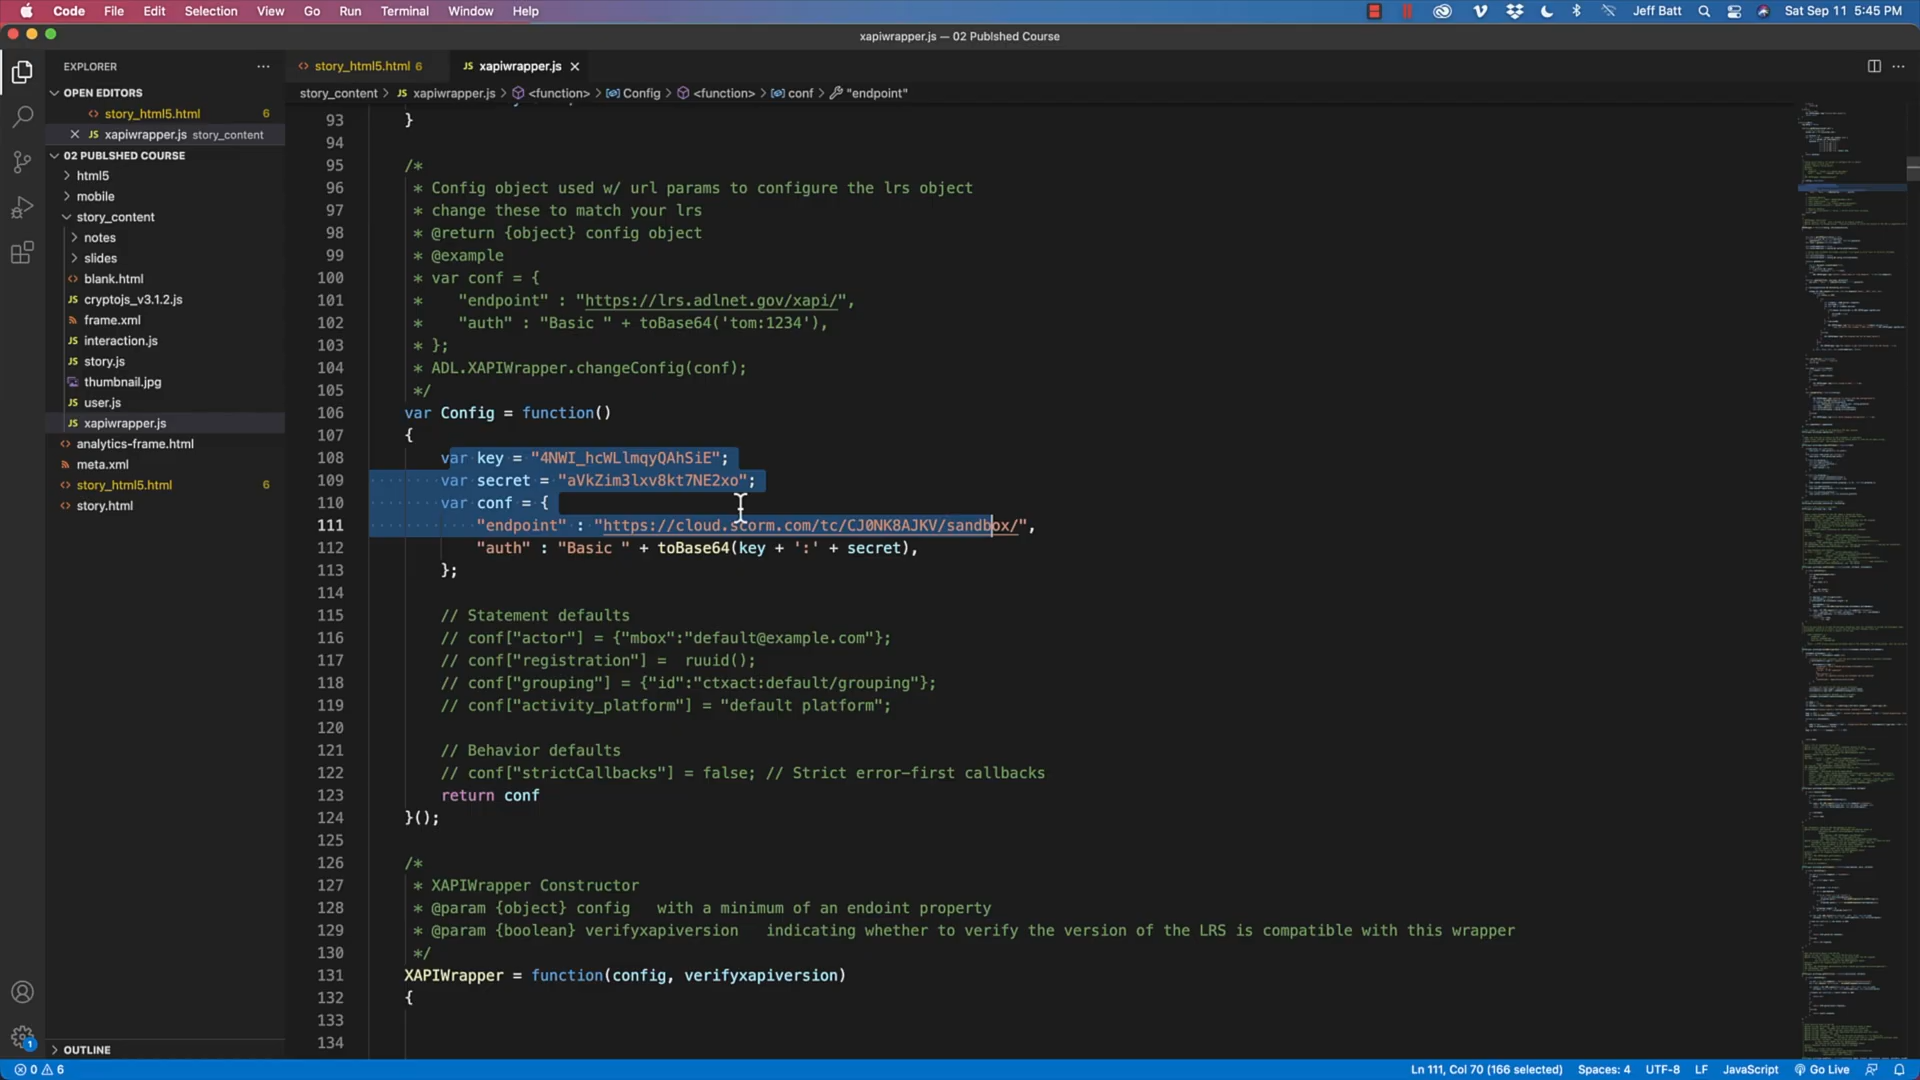 Code File Edit Selection View Go Run Terminal Window Help Jeff Batt Sat Sep 11 5:45 PM
xapiwrapper.js — 02 Publshed Course
EXPLORER
story_html5.html 6
JS xapiwrapper.js
OPEN EDITORS
story_html5.html 6
JS xapiwrapper.js story_content
02 PUBLSHED COURSE
html5
mobile
story_content
notes
slides
blank.html
JS cryptojs_v3.1.2.js
frame.xml
JS interaction.js
JS story.js
thumbnail.jpg
JS user.js
JS xapiwrapper.js
analytics-frame.html
meta.xml
story_html5.html 6
story.html
OUTLINE
story_content > JS xapiwrapper.js > <function> > Config > <function> > conf > "endpoint"
93 }
94
95 /*
96 * Config object used w/ url params to configure the lrs object
97 * change these to match your lrs
98 * @return {object} config object
99 * @example
100 * var conf = {
101 * "endpoint" : "https://lrs.adlnet.gov/xapi/",
102 * "auth" : "Basic " + toBase64('tom:1234'),
103 * };
104 * ADL.XAPIWrapper.changeConfig(conf);
105 */
106 var Config = function()
107 {
108 var key = "4NWI_hcWLlmqyQAhSiE";
109 var secret = "aVkZim3lxv8kt7NE2xo";
110 var conf = {
111 "endpoint" : "https://cloud.scorm.com/tc/CJ0NK8AJKV/sandbox/",
112 "auth" : "Basic " + toBase64(key + ':' + secret),
113 };
114
115 // Statement defaults
116 // conf["actor"] = {"mbox":"default@example.com"};
117 // conf["registration"] = ruuid();
118 // conf["grouping"] = {"id":"ctxact:default/grouping"};
119 // conf["activity_platform"] = "default platform";
120
121 // Behavior defaults
122 // conf["strictCallbacks"] = false; // Strict error-first callbacks
123 return conf
124 }();
125
126 /*
127 * XAPIWrapper Constructor
128 * @param {object} config with a minimum of an endoint property
129 * @param {boolean} verifyxapiversion indicating whether to verify the version of the LRS is compatible with this wrapper
130 */
131 XAPIWrapper = function(config, verifyxapiversion)
132 {
133
134
1
0 6 Ln 111, Col 70 (166 selected) Spaces: 4 UTF-8 LF JavaScript Go Live